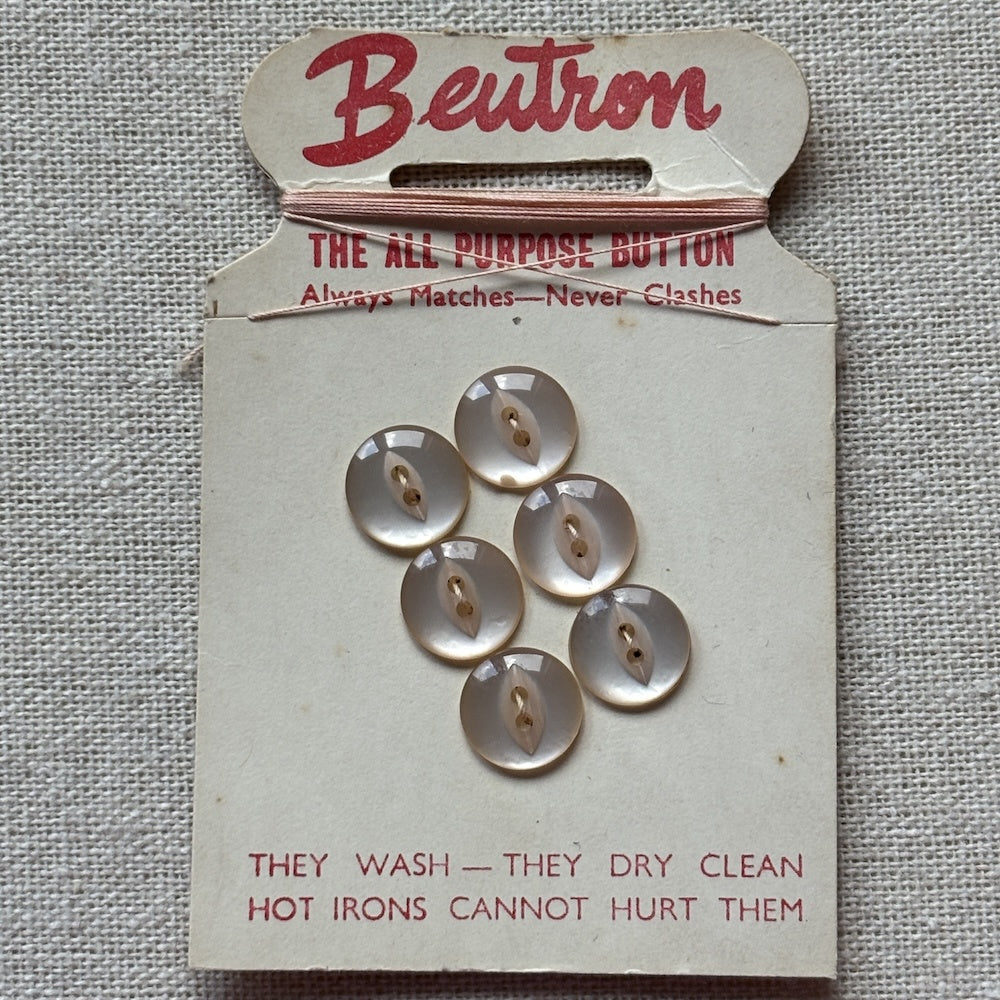 Beutron
THE ALL PURPOSE BUTTON
Always Matches—Never Clashes
THEY WASH — THEY DRY CLEAN
HOT IRONS CANNOT HURT THEM